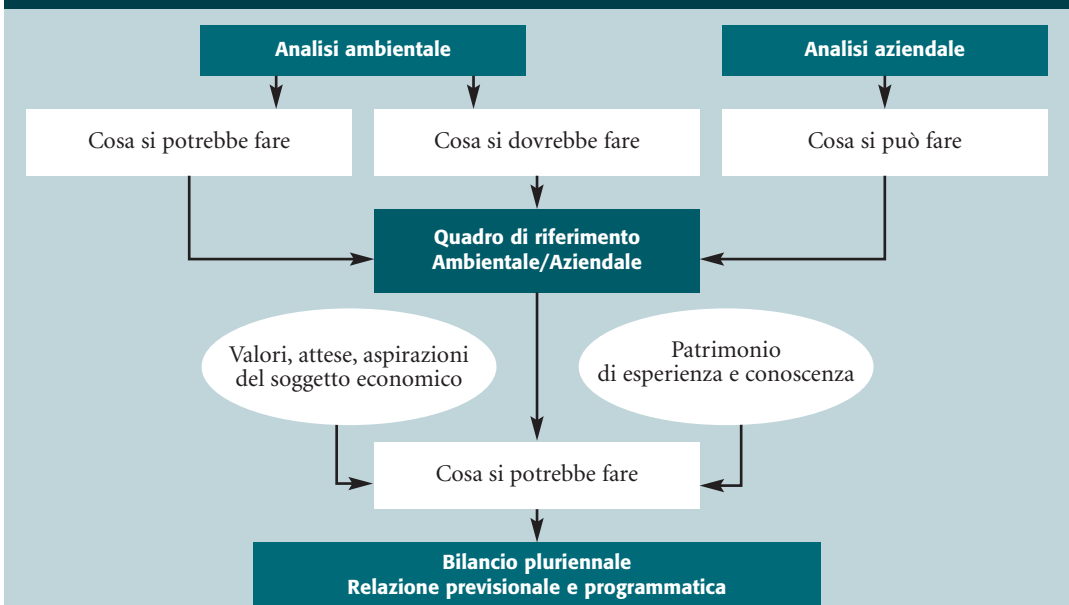 Analisi ambientale
Analisi aziendale
Cosa si potrebbe fare
Cosa si dovrebbe fare
Cosa si può fare
Quadro di riferimento
Ambientale/Aziendale
Valori, attese, aspirazioni
del soggetto economico
Patrimonio
di esperienza e conoscenza
Cosa si potrebbe fare
Bilancio pluriennale
Relazione previsionale e programmatica